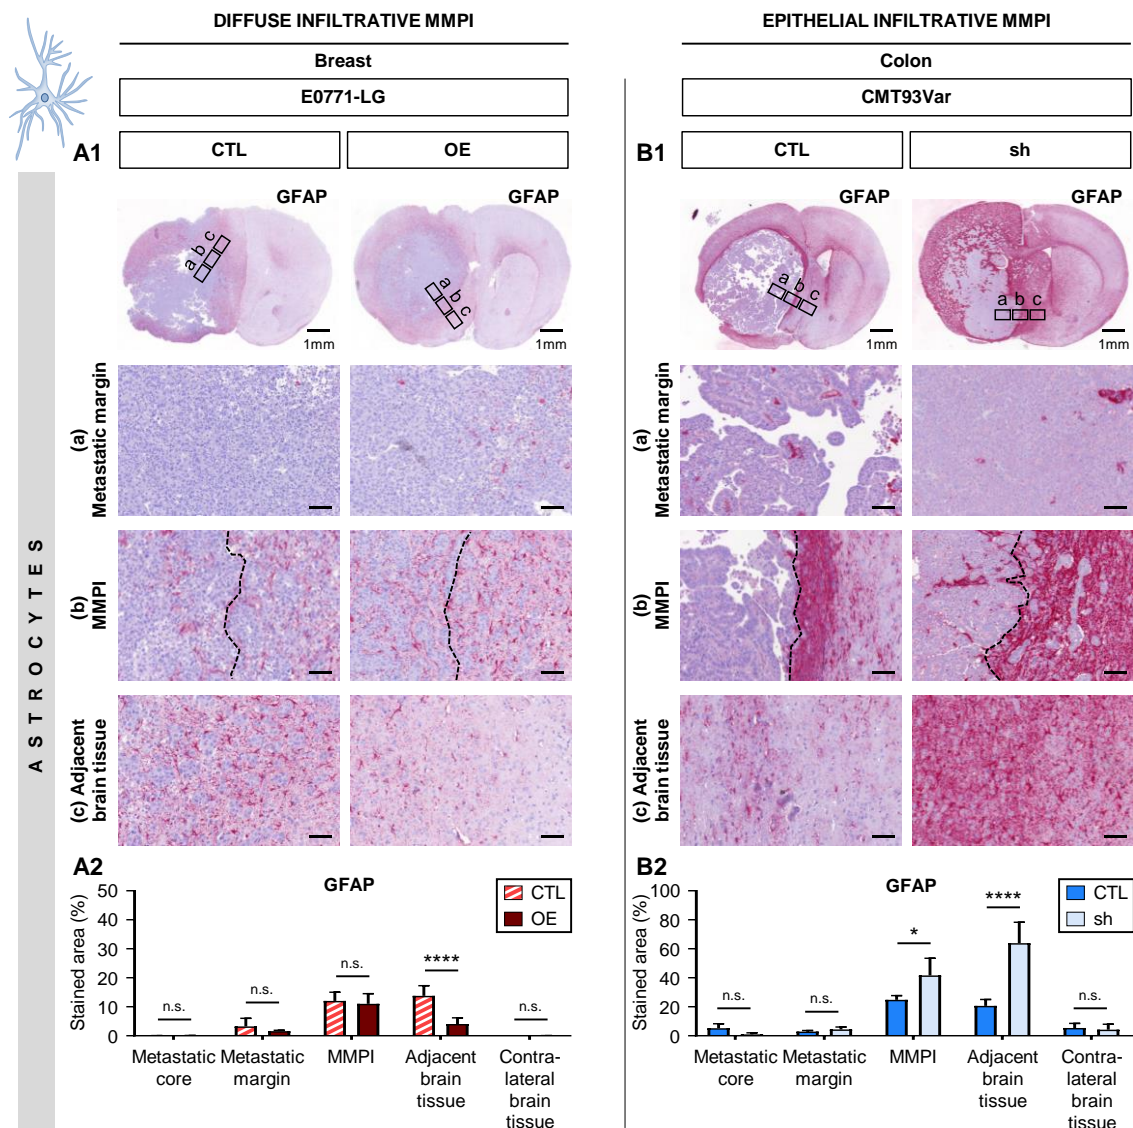 DIFFUSE INFILTRATIVE MMPI
Breast
E0771-LG
A1
CTL
OE
GFAP
GFAP
a b c
a b c
1mm
1mm
EPITHELIAL INFILTRATIVE MMPI
Colon
CMT93Var
B1
CTL
sh
GFAP
GFAP
a b c
a b c
1mm
1mm
ASTROCYTES
(a)
Metastatic margin
(b)
MMPI
(c) Adjacent
brain tissue
(a)
Metastatic margin
(b)
MMPI
(c) Adjacent
brain tissue
A2
GFAP
CTL
OE
Stained area (%)
50
40
30
20
10
0
n.s.
n.s.
n.s.
****
n.s.
Metastatic
core
Metastatic
margin
MMPI
Adjacent
brain
tissue
Contra-
lateral
brain
tissue
B2
GFAP
CTL
sh
Stained area (%)
100
80
60
40
20
0
n.s.
n.s.
*
****
n.s.
Metastatic
core
Metastatic
margin
MMPI
Adjacent
brain
tissue
Contra-
lateral
brain
tissue